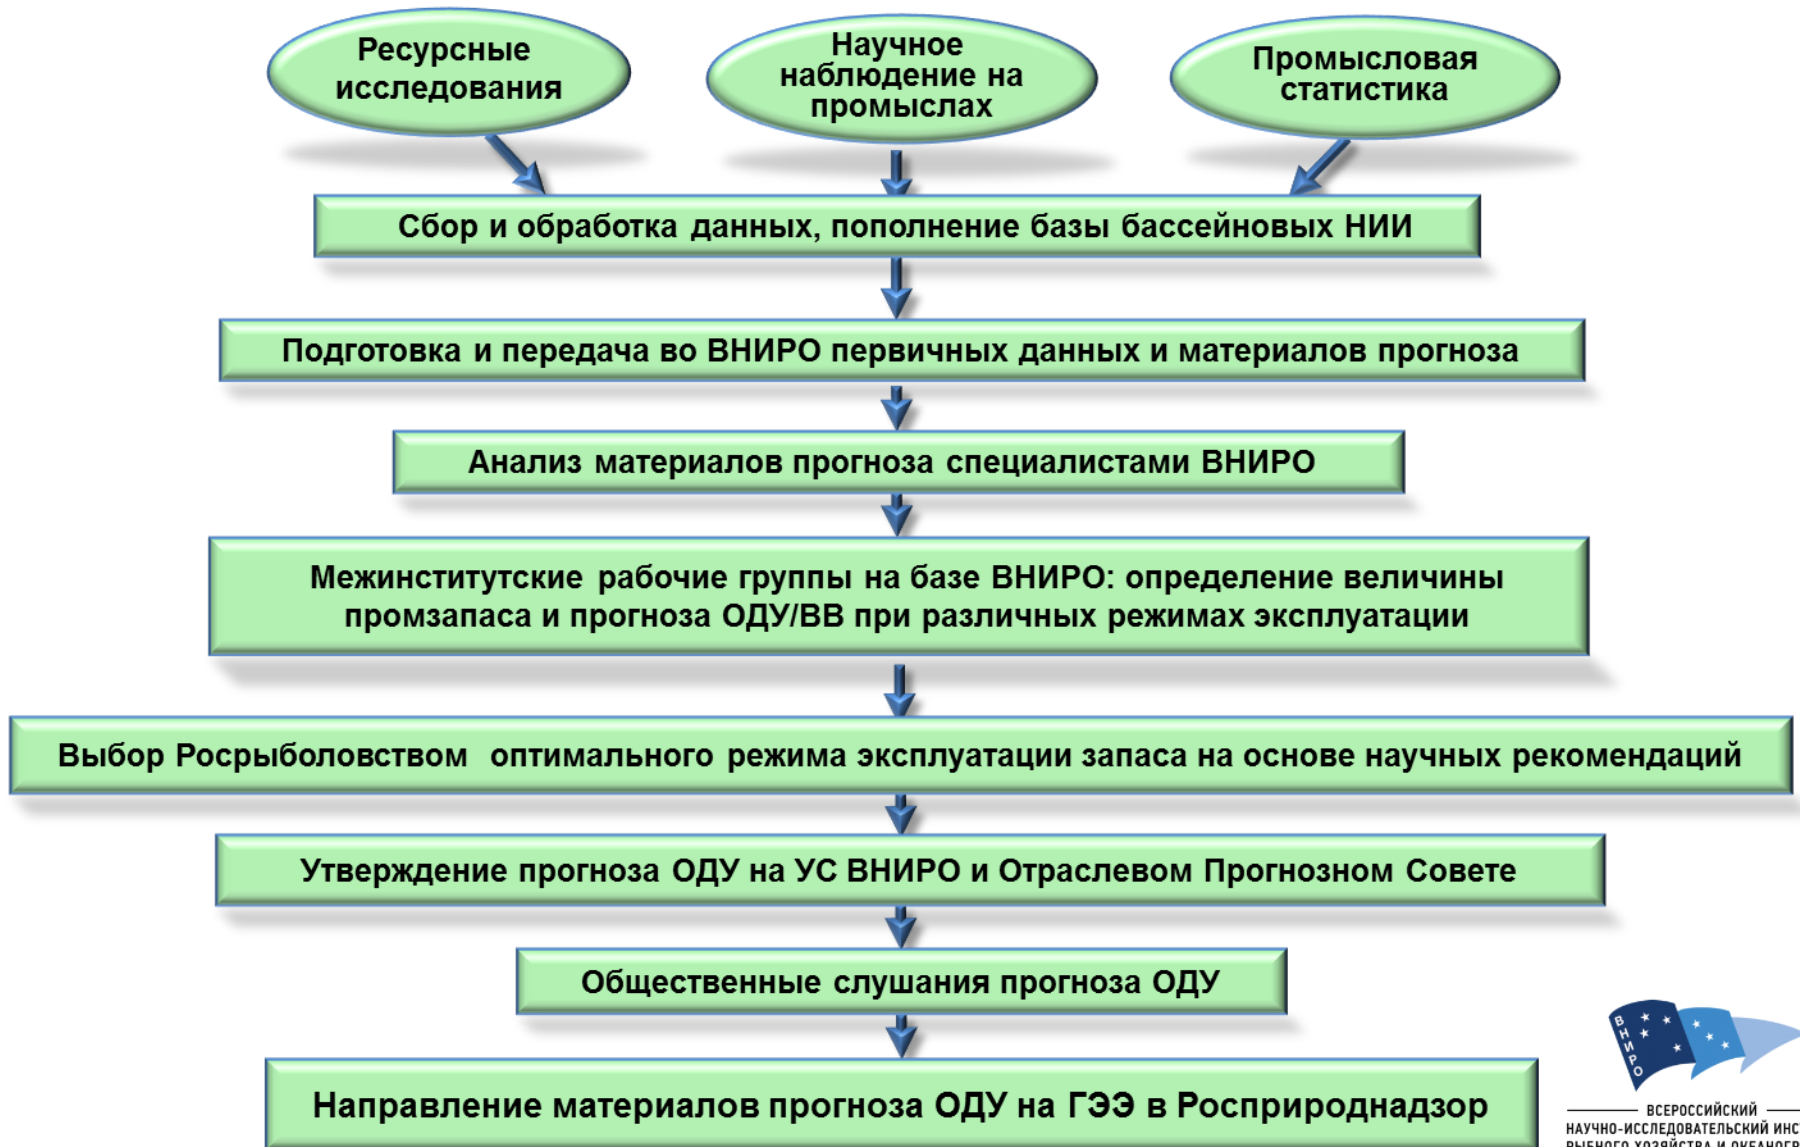 Ресурсные
исследования
Научное
наблюдение на
промыслах
Промысловая
статистика
Сбор и обработка данных, пополнение базы бассейновых НИИ
Подготовка и передача во ВНИРО первичных данных и материалов прогноза
Анализ материалов прогноза специалистами ВНИРО
Межинститутские рабочие группы на базе ВНИРО: определение величины
промзапаса и прогноза ОДУ/ВВ при различных режимах эксплуатации
Выбор Росрыболовством оптимального режима эксплуатации запаса на основе научных рекомендаций
Утверждение прогноза ОДУ на УС ВНИРО и Отраслевом Прогнозном Совете
Общественные слушания прогноза ОДУ
Направление материалов прогноза ОДУ на ГЭЭ в Росприроднадзор
ВНИРО
ВСЕРОССИЙСКИЙ
НАУЧНО-ИССЛЕДОВАТЕЛЬСКИЙ
РЫБНОГО ХОЗЯЙСТВА И